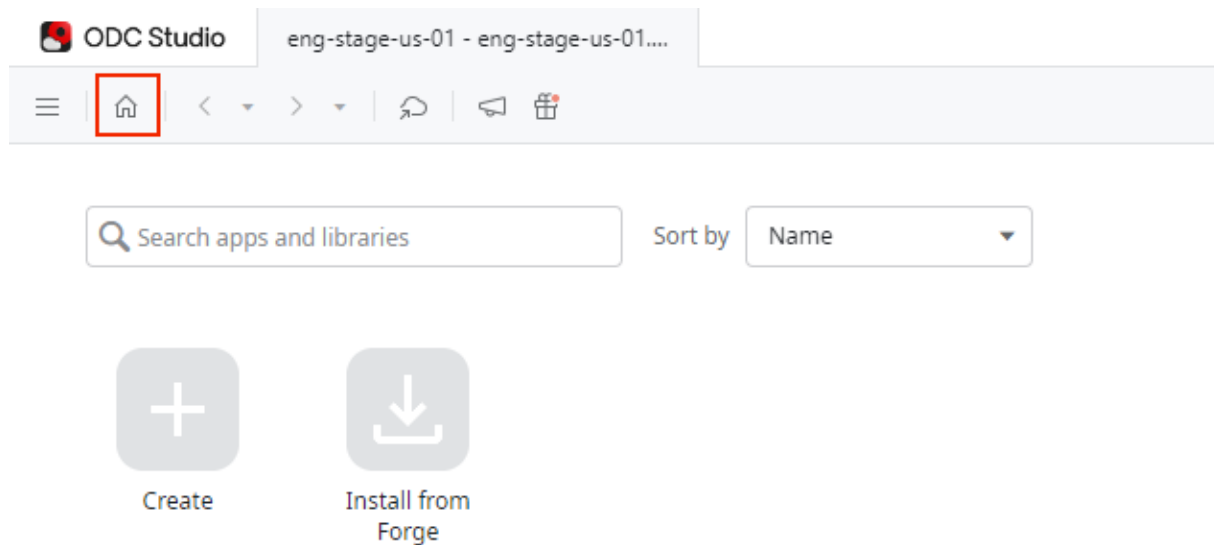 ODC Studio
eng-stage-us-01 - eng-stage-us-01....
Search apps and libraries
Sort by
Name
Create
Install from
Forge